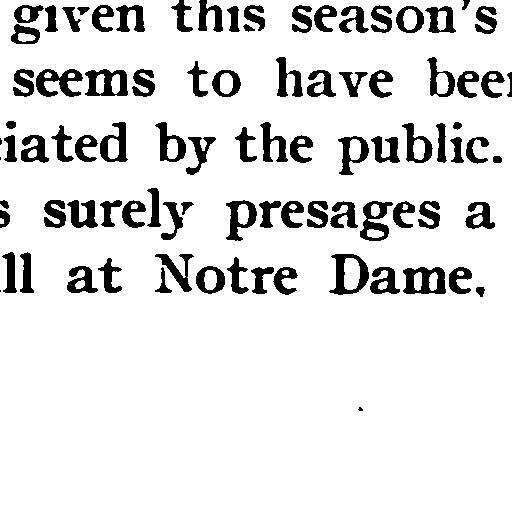 given this season's
seems to have been
ciated by the public.
s surely presages a
ll at Notre Dame.